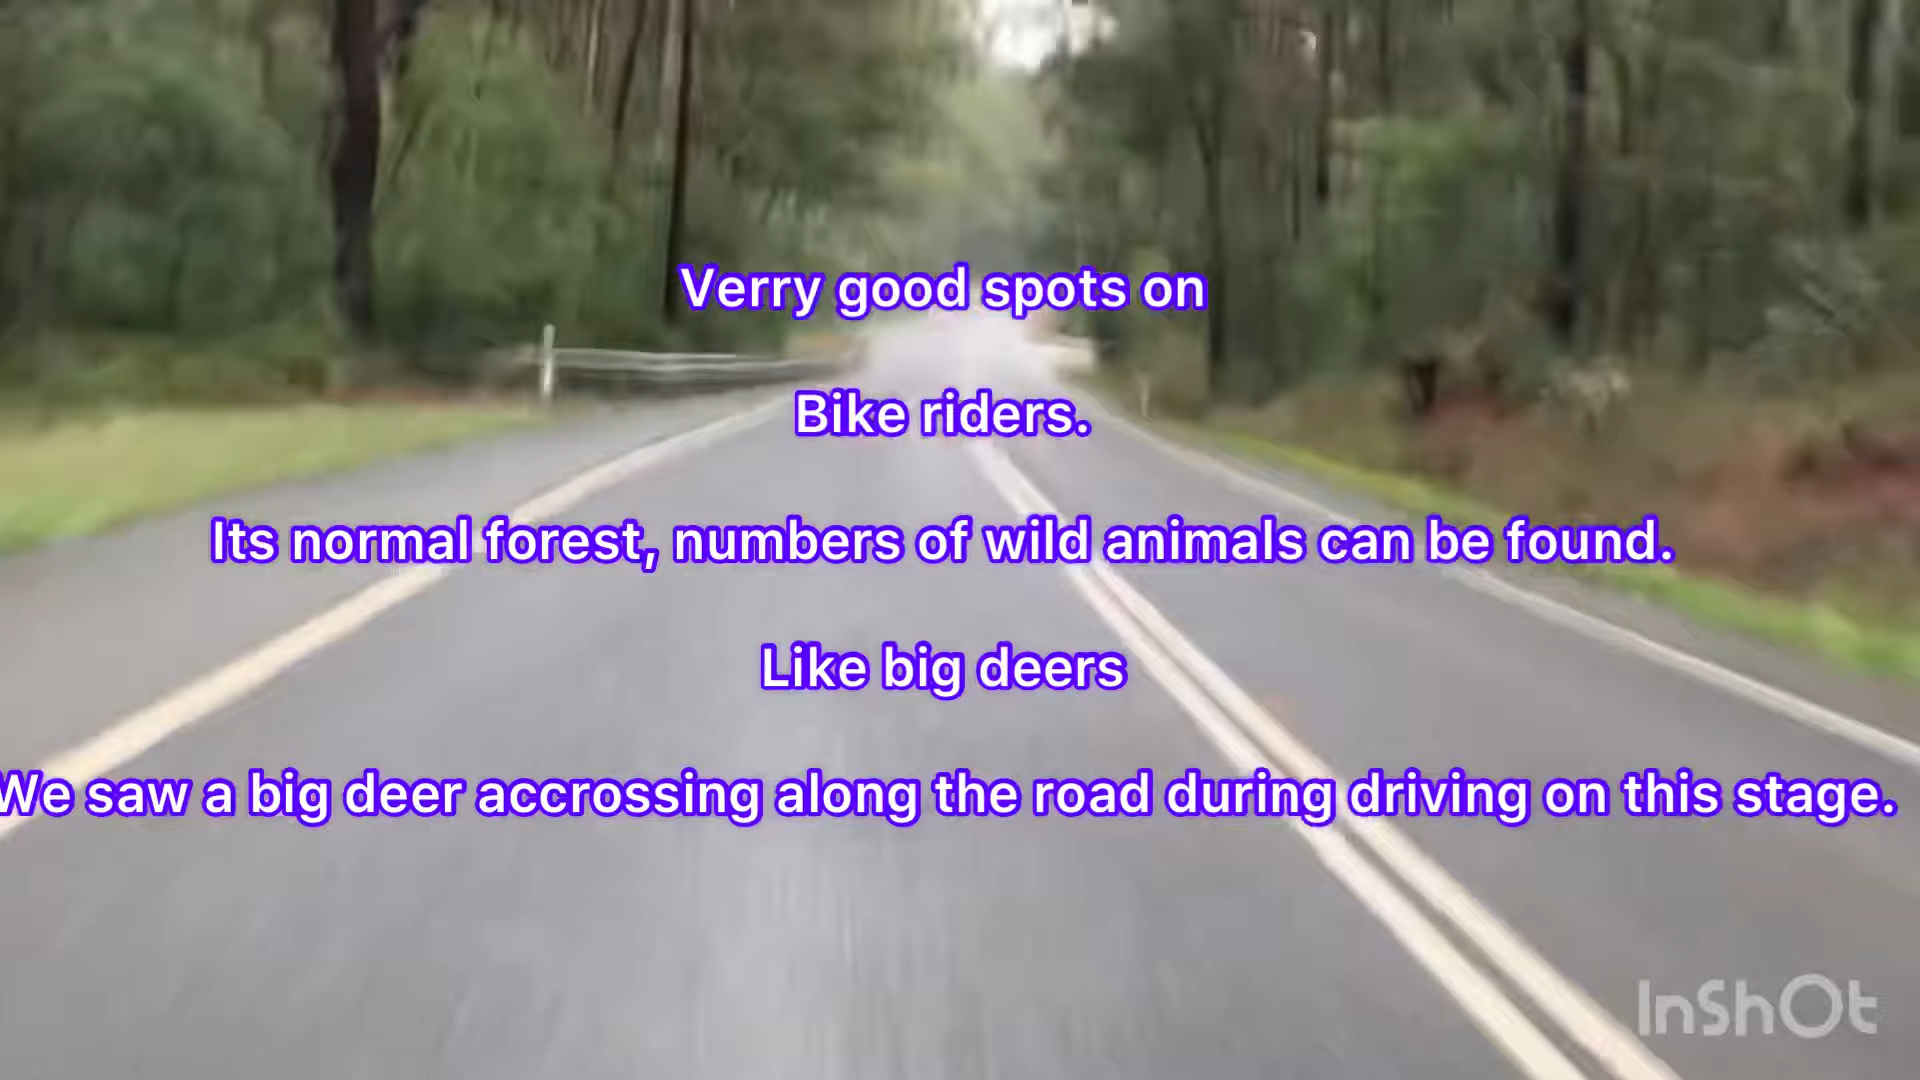 Verry good spots on
Bike riders.
Its normal forest, numbers of wild animals can be found.
Like big deers
We saw a big deer accrossing along the road during driving on this stage.
InShOt